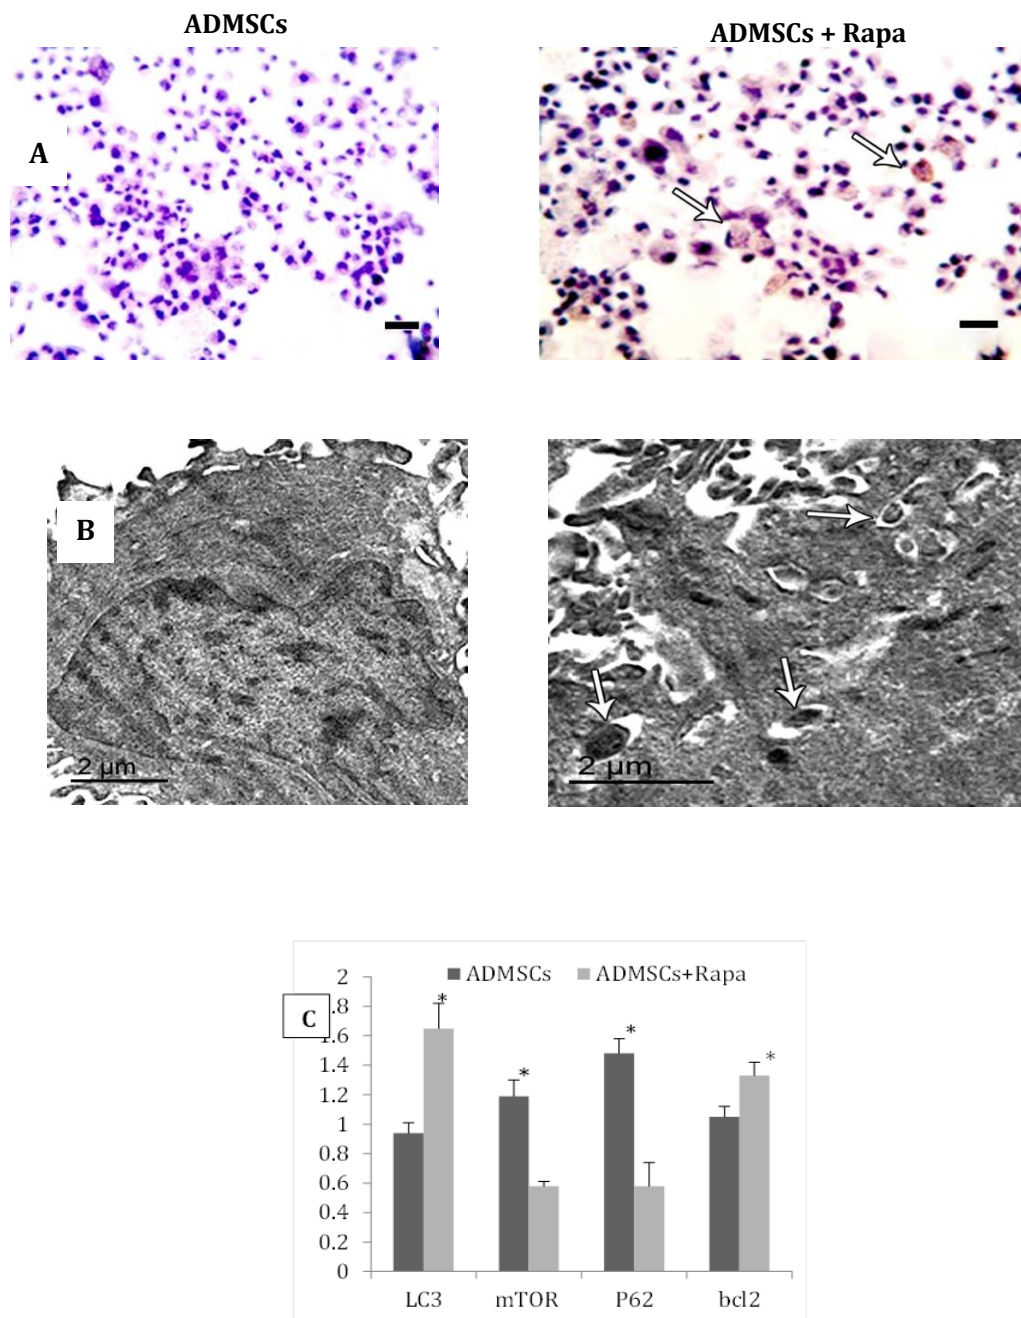 ADMSCs
ADMSCs + Rapa
A
B
2 µm
2 µm
C
ADMSCs
ADMSCs+Rapa
2
.8
1.6
1.4
1.2
1
0.8
0.6
0.4
0.2
0
*
*
*
*
LC3
mTOR
P62
bcl2